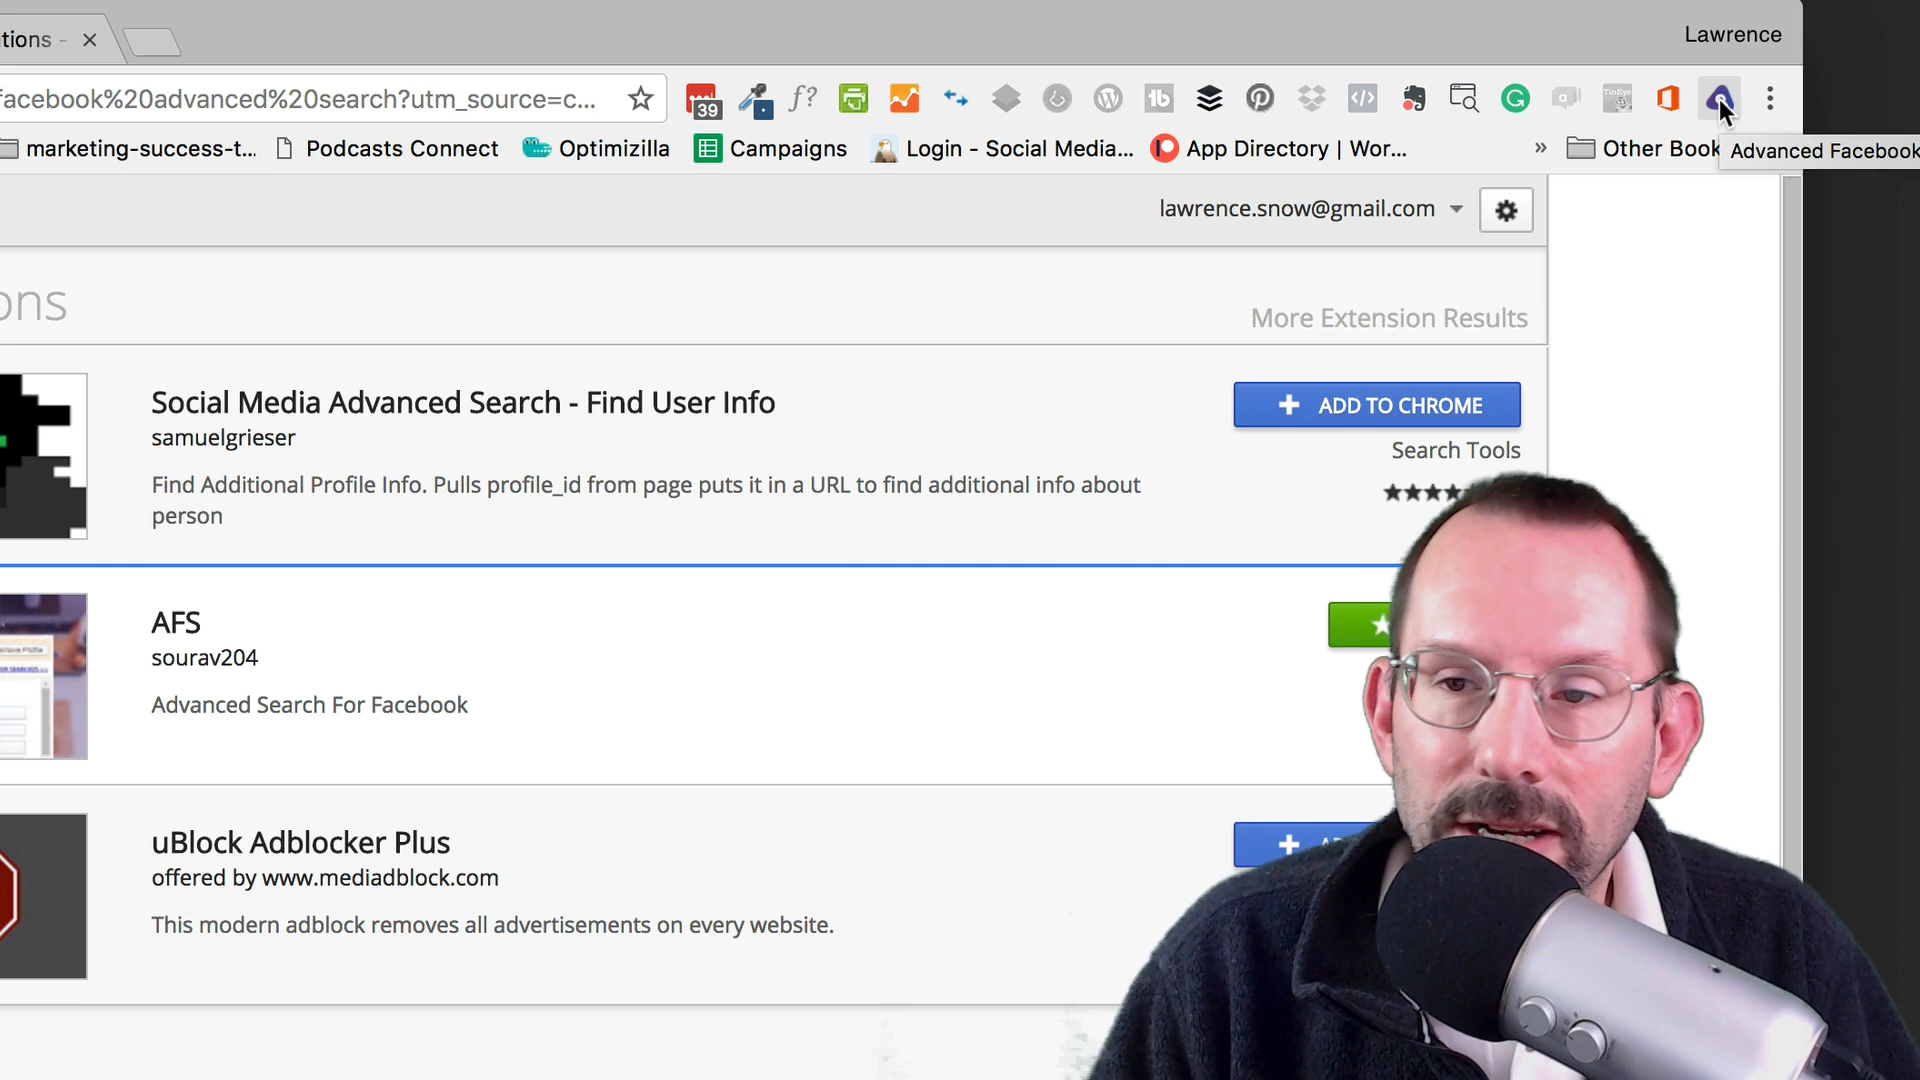 tions -
Lawrence
facebook%20advanced%20search?utm_source=c...
39
f?
tb
TinEye
a
marketing-success-t...
Podcasts Connect
Optimizilla
Campaigns
Login - Social Media...
App Directory | Wor...
»
Other Book
Advanced Facebook
lawrence.snow@gmail.com
ons
More Extension Results
Social Media Advanced Search - Find User Info
ADD TO CHROME
samuelgrieser
Search Tools
Find Additional Profile Info. Pulls profile_id from page puts it in a URL to find additional info about
person
AFS
sourav204
Advanced Search For Facebook
uBlock Adblocker Plus
offered by www.mediadblock.com
This modern adblock removes all advertisements on every website.